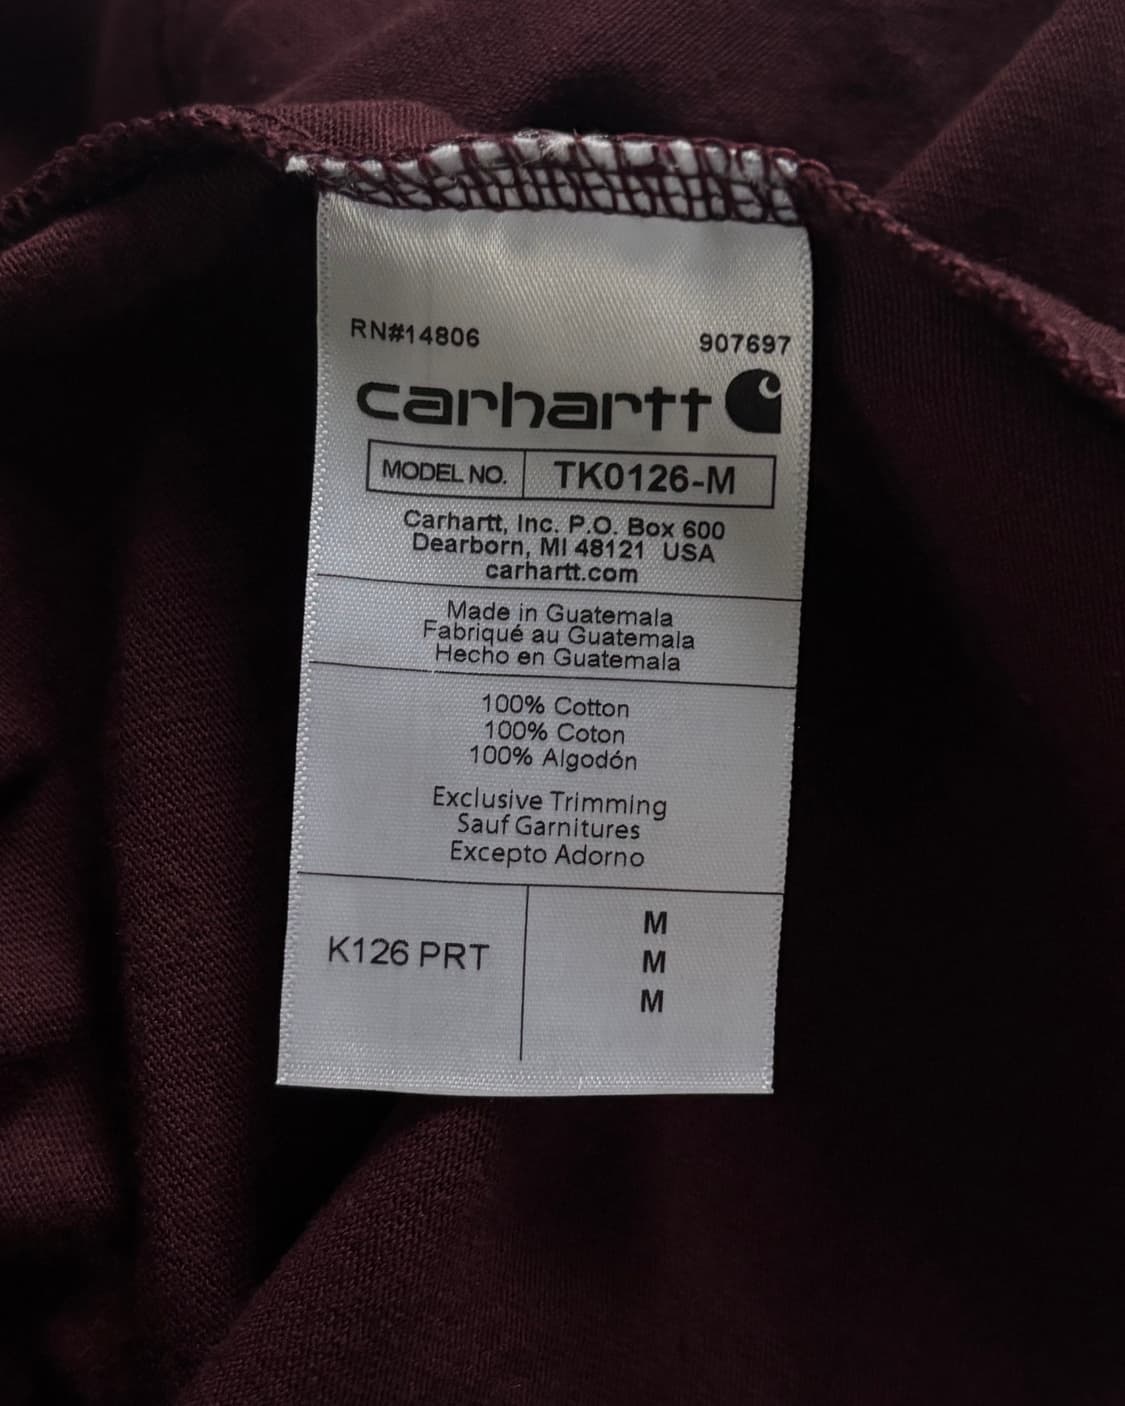 RN#14806 907697
carhartt
MODEL NO. TK0126-M
Carhartt, Inc. P.O. Box 600
Dearborn, MI 48121 USA
carhartt.com
Made in Guatemala
Fabriqué au Guatemala
Hecho en Guatemala
100% Cotton
100% Coton
100% Algodón
Exclusive Trimming
Sauf Garnitures
Excepto Adorno
K126 PRT
M
M
M